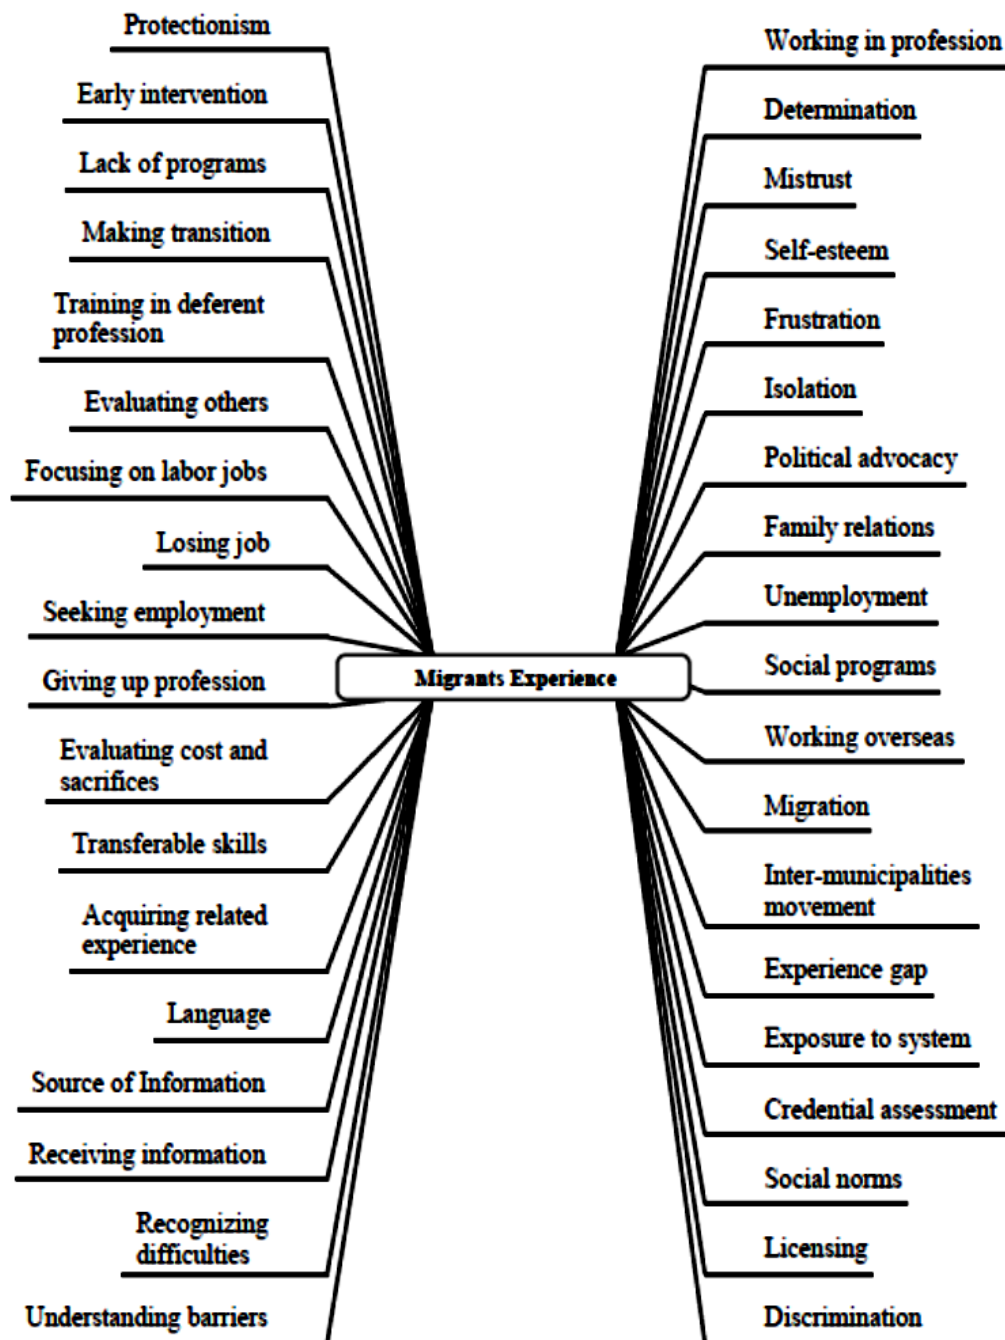 Protectionism
Early intervention
Lack of programs
Making transition
Training in deferent
profession
Evaluating others
Focusing on labor jobs
Losing job
Seeking employment
Giving up profession
Evaluating cost and
sacrifices
Transferable skills
Acquiring related
experience
Language
Source of Information
Receiving information
Recognizing
difficulties
Understanding barriers
Migrants Experience
Working in profession
Determination
Mistrust
Self-esteem
Frustration
Isolation
Political advocacy
Family relations
Unemployment
Social programs
Working overseas
Migration
Inter-municipalities
movement
Experience gap
Exposure to system
Credential assessment
Social norms
Licensing
Discrimination